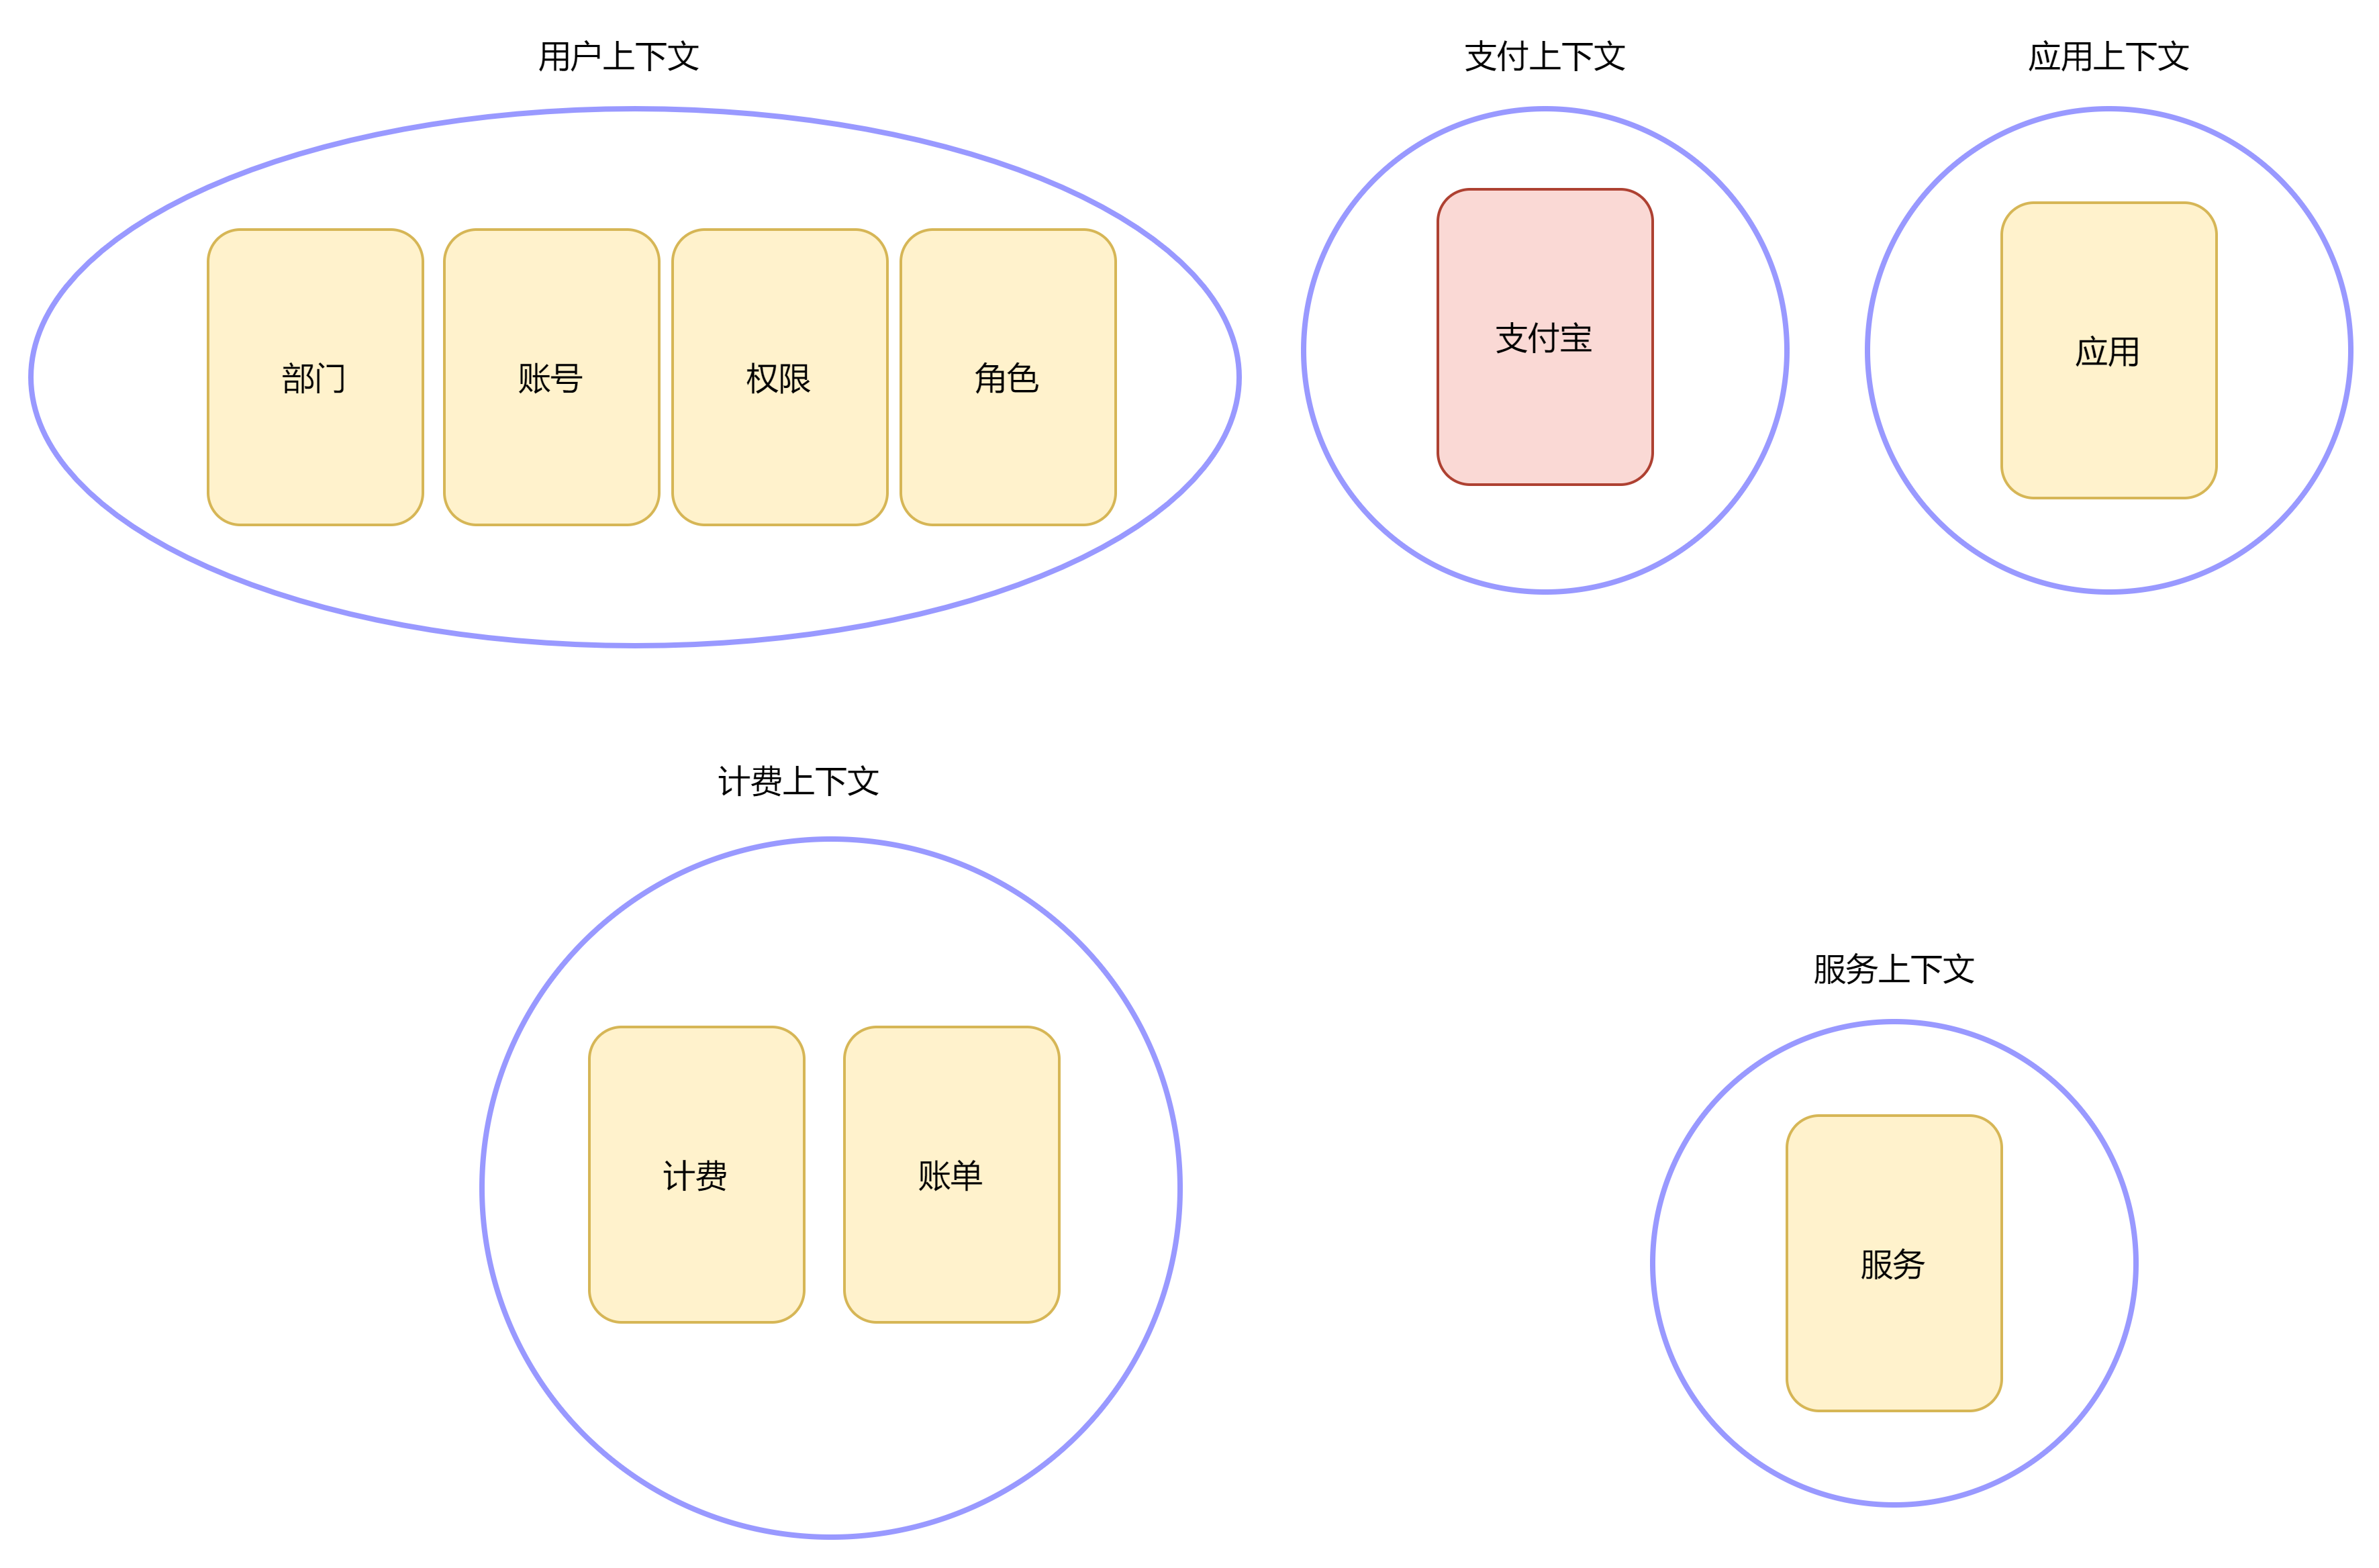 用户上下文
支付上下文
应用上下文
部门
账号
权限
角色
支付宝
应用
计费上下文
服务上下文
计费
账单
服务